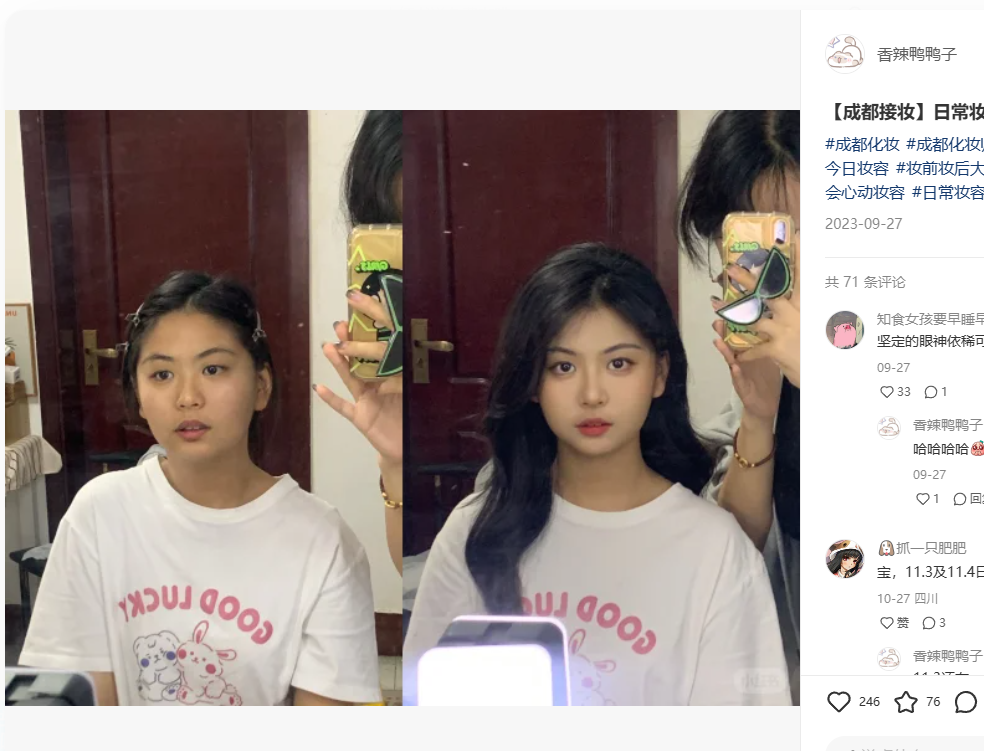 香辣鸭鸭子
【成都接妆】日常妆
#成都化妆 #成都化妆
今日妆容 #妆前妆后大
会心动妆容 #日常妆容
2023-09-27
共 71 条评论
知食女孩要早睡
坚定的眼神依稀可
09-27
33 1
香辣鸭鸭子
哈哈哈哈
09-27
1 回
抓一只肥肥
宝，11.3及11.4日
10-27 四川
赞 3
香辣鸭鸭子
246 76
GOOD LUCKY
GOOD LUC
小红书